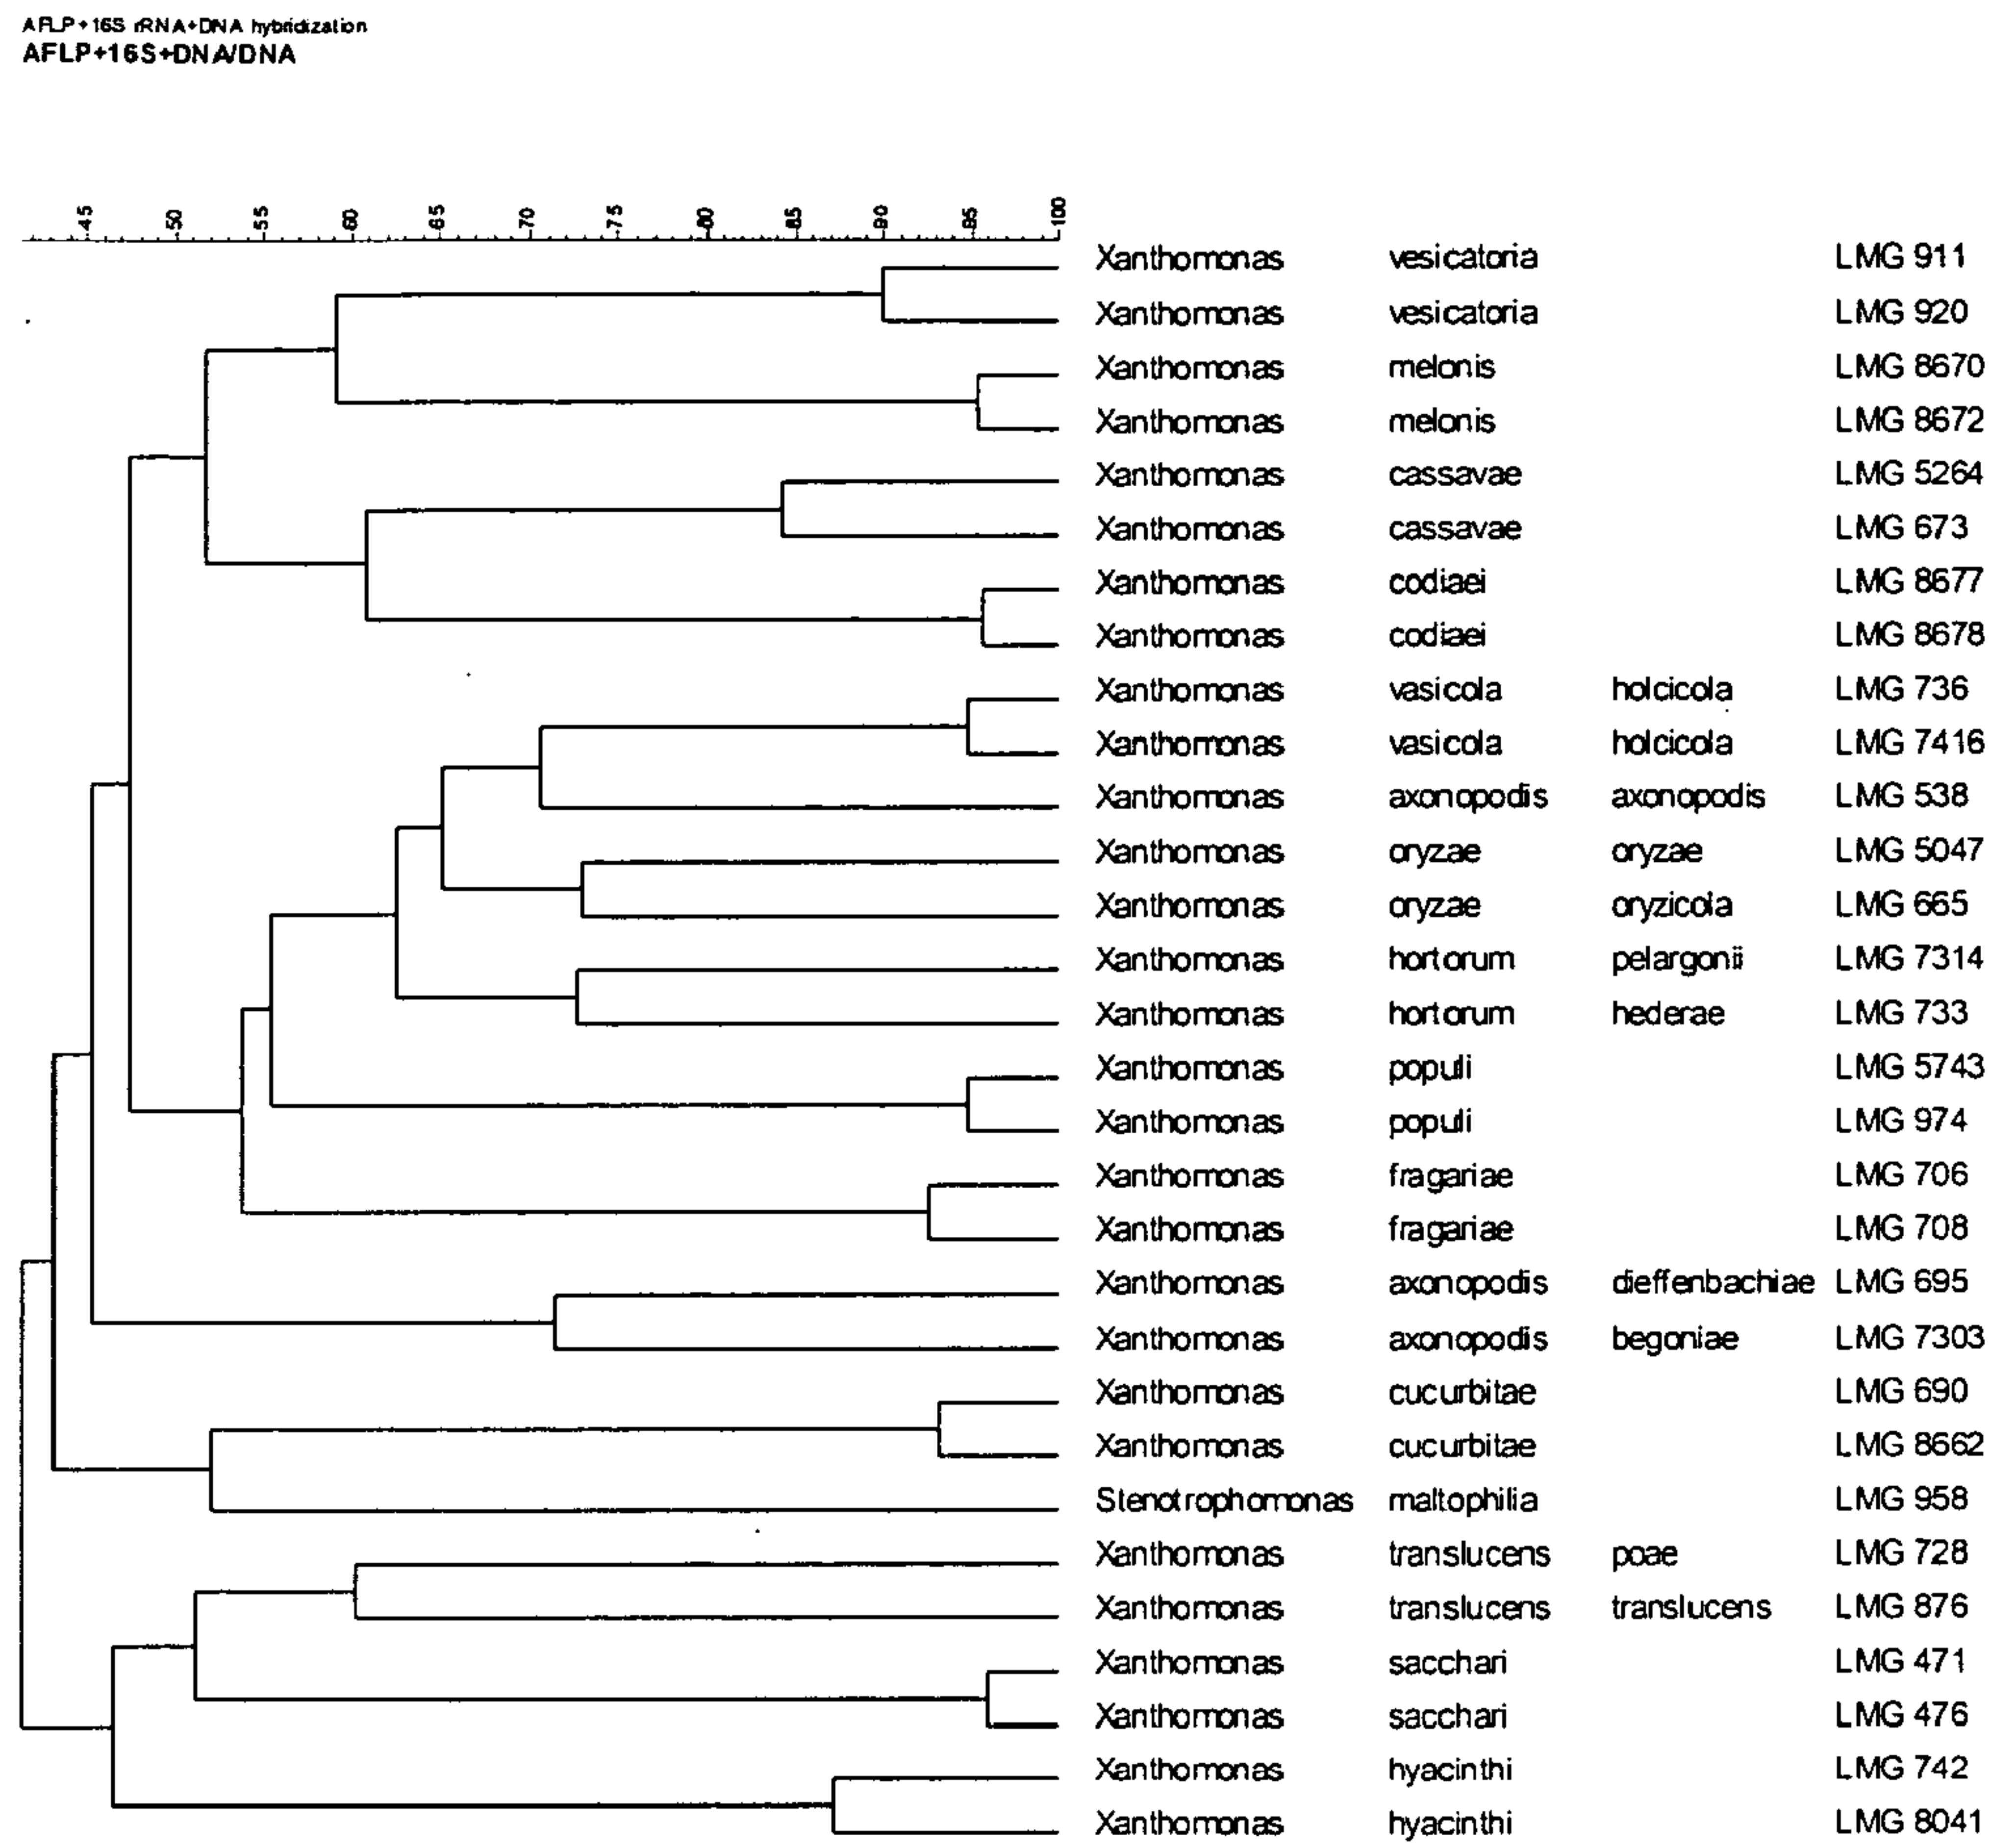 AFLP+16S rRNA+DNA hybridization
AFLP+16S+DNA/DNA
45 50 55 60 65 70 75 80 85 90 95 100
Xanthomonas vesicatoria LMG 911
Xanthomonas vesicatoria LMG 920
Xanthomonas melonis LMG 8670
Xanthomonas melonis LMG 8672
Xanthomonas cassavae LMG 5264
Xanthomonas cassavae LMG 673
Xanthomonas codiaei LMG 8677
Xanthomonas codiaei LMG 8678
Xanthomonas vasicola holcicola LMG 736
Xanthomonas vasicola holcicola LMG 7416
Xanthomonas axonopodis axonopodis LMG 538
Xanthomonas oryzae oryzae LMG 5047
Xanthomonas oryzae oryzicola LMG 665
Xanthomonas hortorum pelargonii LMG 7314
Xanthomonas hortorum hederae LMG 733
Xanthomonas populi LMG 5743
Xanthomonas populi LMG 974
Xanthomonas fragariae LMG 706
Xanthomonas fragariae LMG 708
Xanthomonas axonopodis dieffenbachiae LMG 695
Xanthomonas axonopodis begoniae LMG 7303
Xanthomonas cucurbitae LMG 690
Xanthomonas cucurbitae LMG 8662
Stenotrophomonas maltophilia LMG 958
Xanthomonas translucens poae LMG 728
Xanthomonas translucens translucens LMG 876
Xanthomonas sacchari LMG 471
Xanthomonas sacchari LMG 476
Xanthomonas hyacinthi LMG 742
Xanthomonas hyacinthi LMG 8041